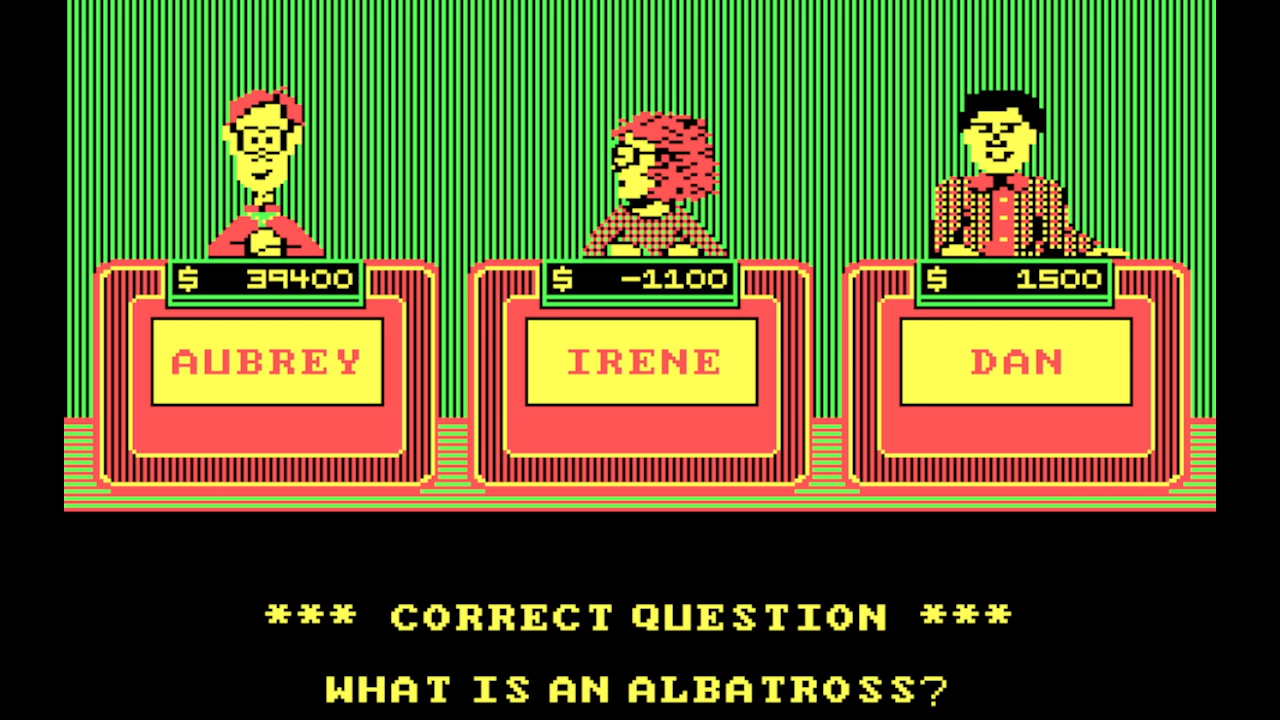 $ 39400 $ -1100 $ 1500
AUBREY IRENE DAN
*** CORRECT QUESTION ***
WHAT IS AN ALBATROSS?